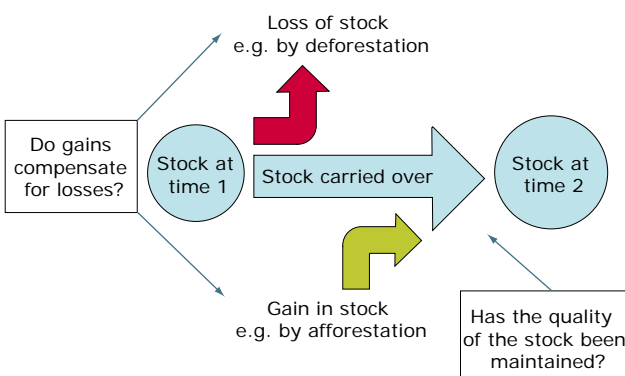 Loss of stock
e.g. by deforestation
Do gains
compensate
for losses?
Stock at
time 1
Stock carried over
Stock at
time 2
Gain in stock
e.g. by afforestation
Has the quality
of the stock been
maintained?